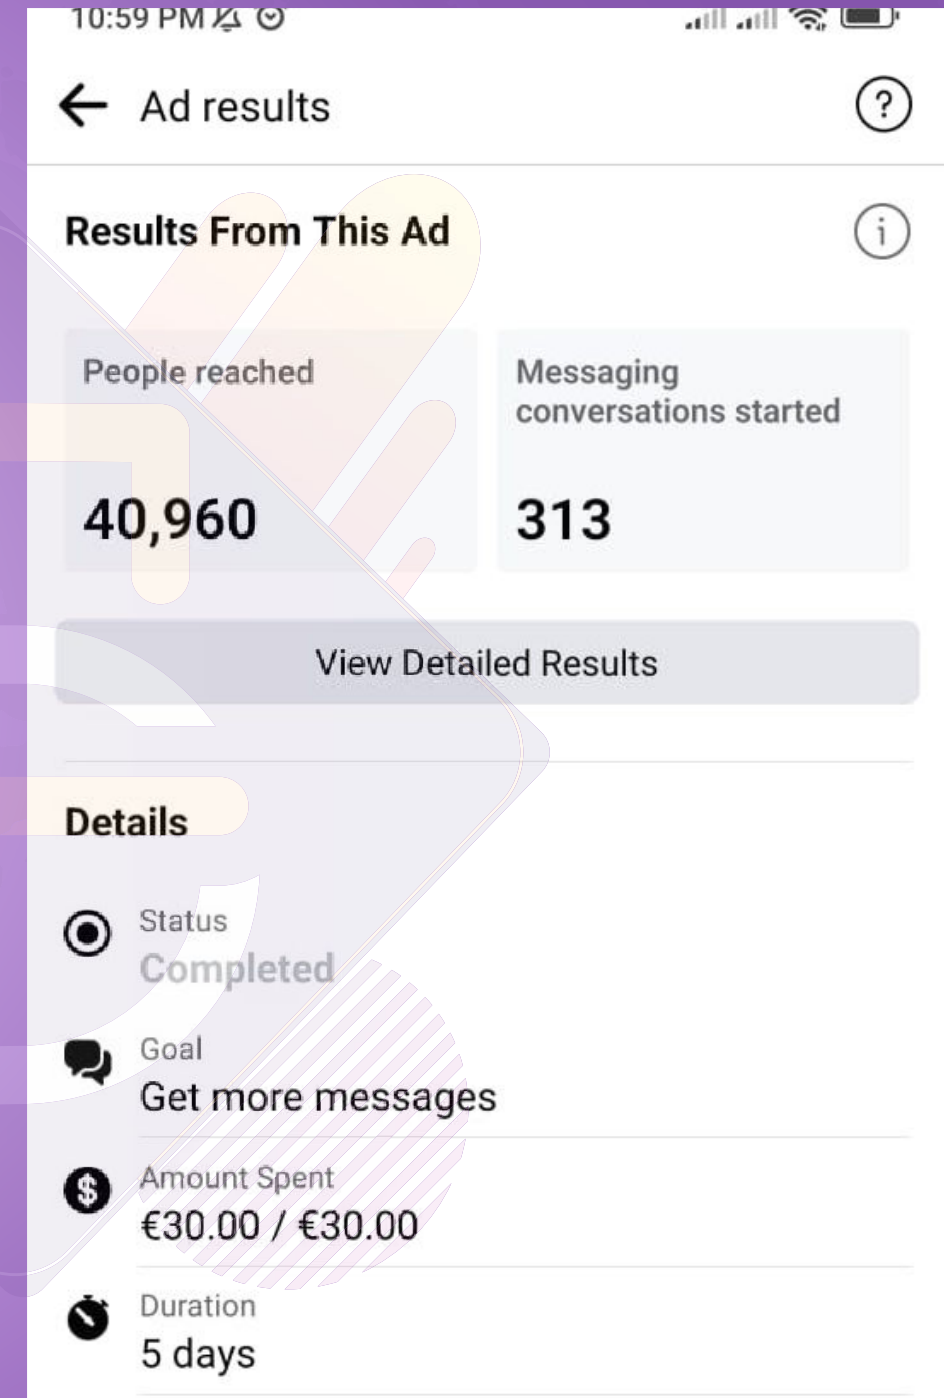 10:59 PM
Ad results
?
Results From This Ad
i
People reached
40,960
Messaging
conversations started
313
View Detailed Results
Details
Status
Completed
Goal
Get more messages
$
Amount Spent
€30.00 / €30.00
Duration
5 days